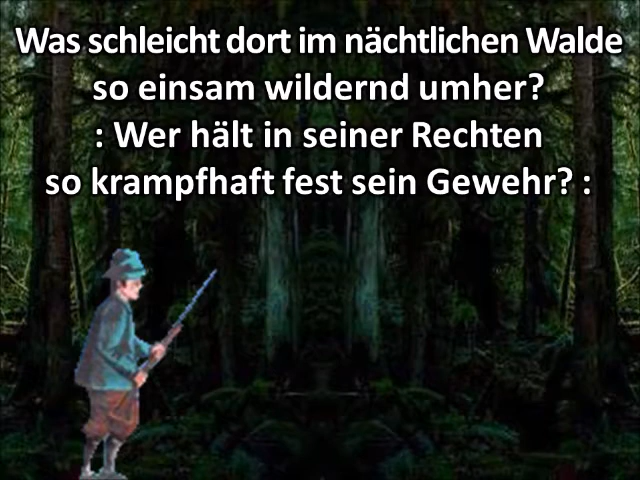 Was schleicht dort im nächtlichen Walde
so einsam wildernd umher?
: Wer hält in seiner Rechten
so krampfhaft fest sein Gewehr? :